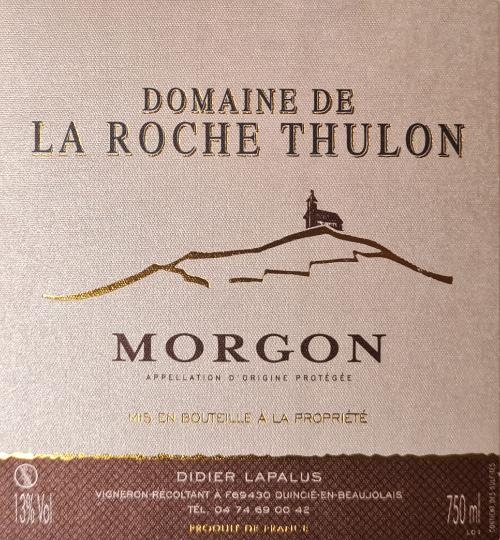 DOMAINE DE
LA ROCHE THULON
MORGON
APPELLATION D'ORIGINE PROTÉGÉE
MIS EN BOUTEILLE À LA PROPRIÉTÉ
DIDIER LAPALUS
VIGNERON-RÉCOLTANT À F69430 QUINCIÉ-EN-BEAUJOLAIS
TÉL. 04 74 69 00 42
PRODUIT DE FRANCE
13% Vol
750 ml
LOT